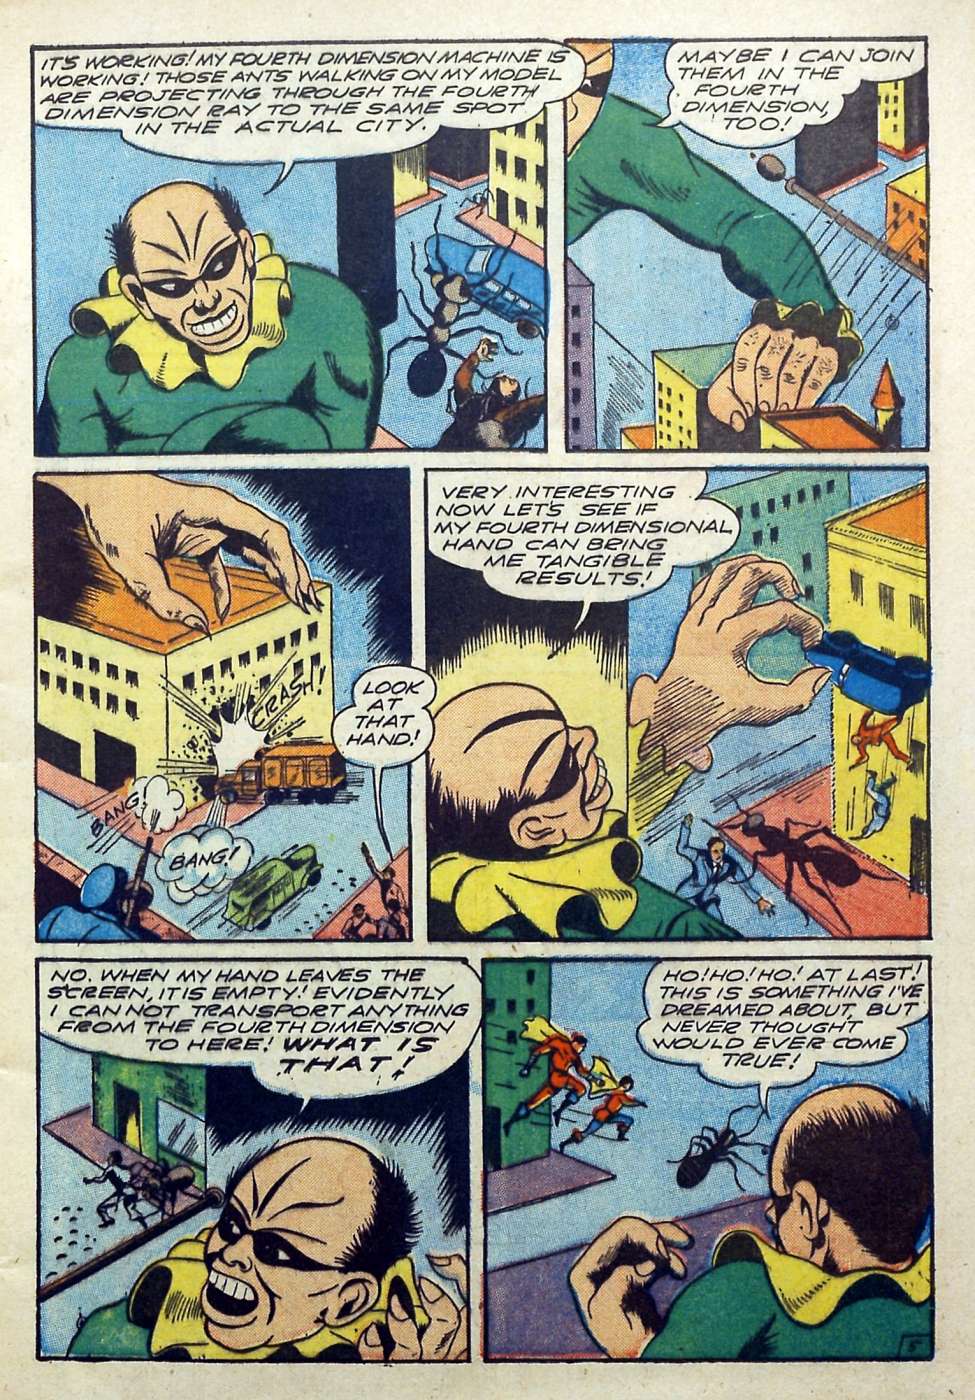 IT'S WORKING! MY FOURTH DIMENSION MACHINE IS
WORKING! THOSE ANTS WALKING ON MY MODEL
ARE PROJECTING THROUGH THE FOURTH
DIMENSION RAY TO THE SAME SPOT
IN THE ACTUAL CITY.
MAYBE I CAN JOIN
THEM IN THE
FOURTH
DIMENSION,
TOO!
CRASH!
LOOK
AT
THAT
HAND!
BANG!
BANG!
VERY INTERESTING
NOW LET'S SEE IF
MY FOURTH DIMENSIONAL
HAND CAN BRING
ME TANGIBLE
RESULTS!
NO. WHEN MY HAND LEAVES THE
SCREEN, IT IS EMPTY! EVIDENTLY
I CAN NOT TRANSPORT ANYTHING
FROM THE FOURTH DIMENSION
TO HERE! WHAT IS
THAT!
HO! HO! HO! AT LAST!
THIS IS SOMETHING I'VE
DREAMED ABOUT, BUT
NEVER THOUGHT
WOULD EVER COME
TRUE!
5